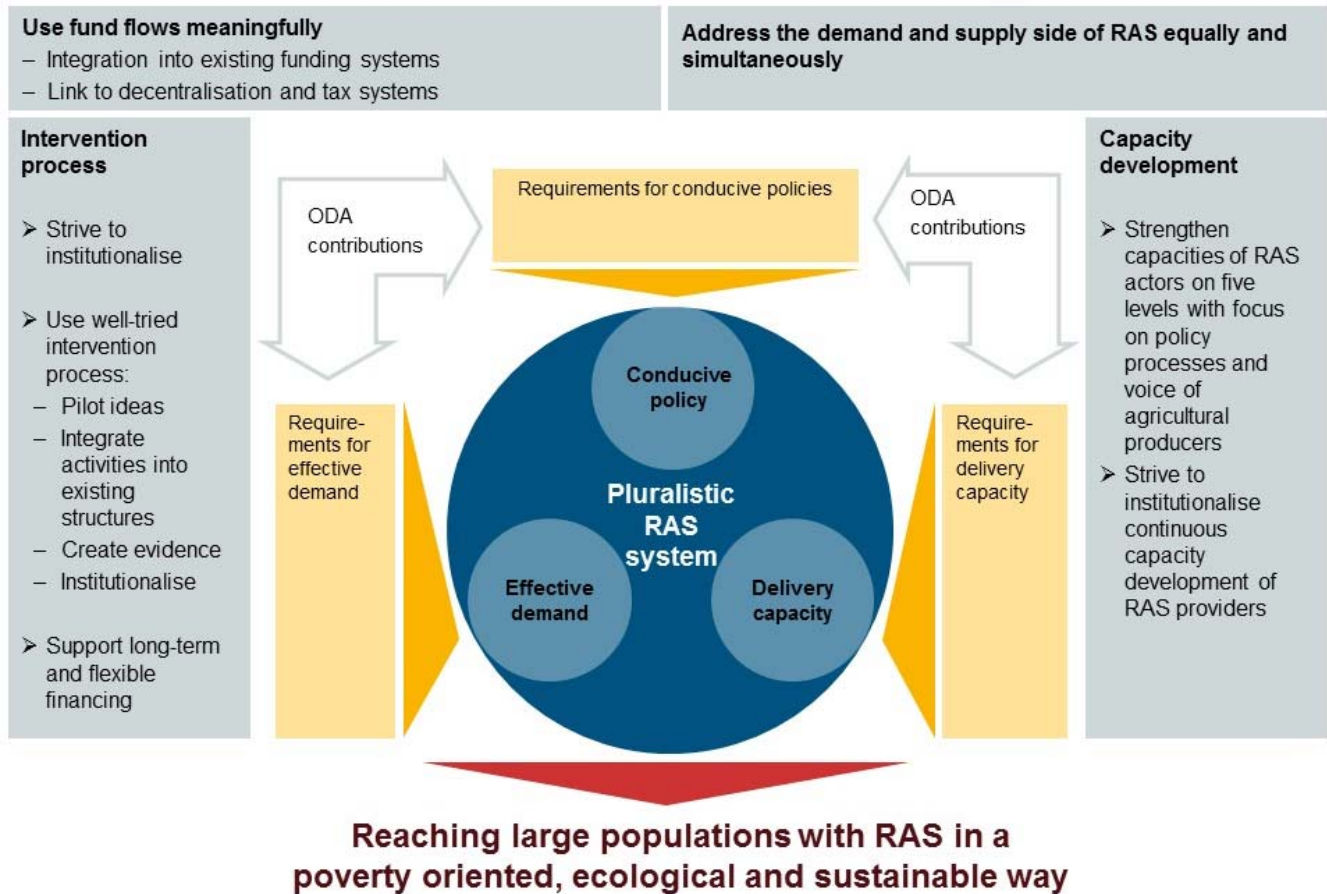 Use fund flows meaningfully
– Integration into existing funding systems
– Link to decentralisation and tax systems
Address the demand and supply side of RAS equally and
simultaneously
Intervention
process
➢ Strive to
institutionalise
➢ Use well-tried
intervention
process:
– Pilot ideas
– Integrate
activities into
existing
structures
– Create evidence
– Institutionalise
➢ Support long-term
and flexible
financing
ODA
contributions
Requirements for conducive policies
ODA
contributions
Require-
ments for
effective
demand
Conducive
policy
Pluralistic
RAS
system
Effective
demand
Delivery
capacity
Require-
ments for
delivery
capacity
Capacity
development
➢ Strengthen
capacities of RAS
actors on five
levels with focus
on policy
processes and
voice of
agricultural
producers
➢ Strive to
institutionalise
continuous
capacity
development of
RAS providers
Reaching large populations with RAS in a
poverty oriented, ecological and sustainable way